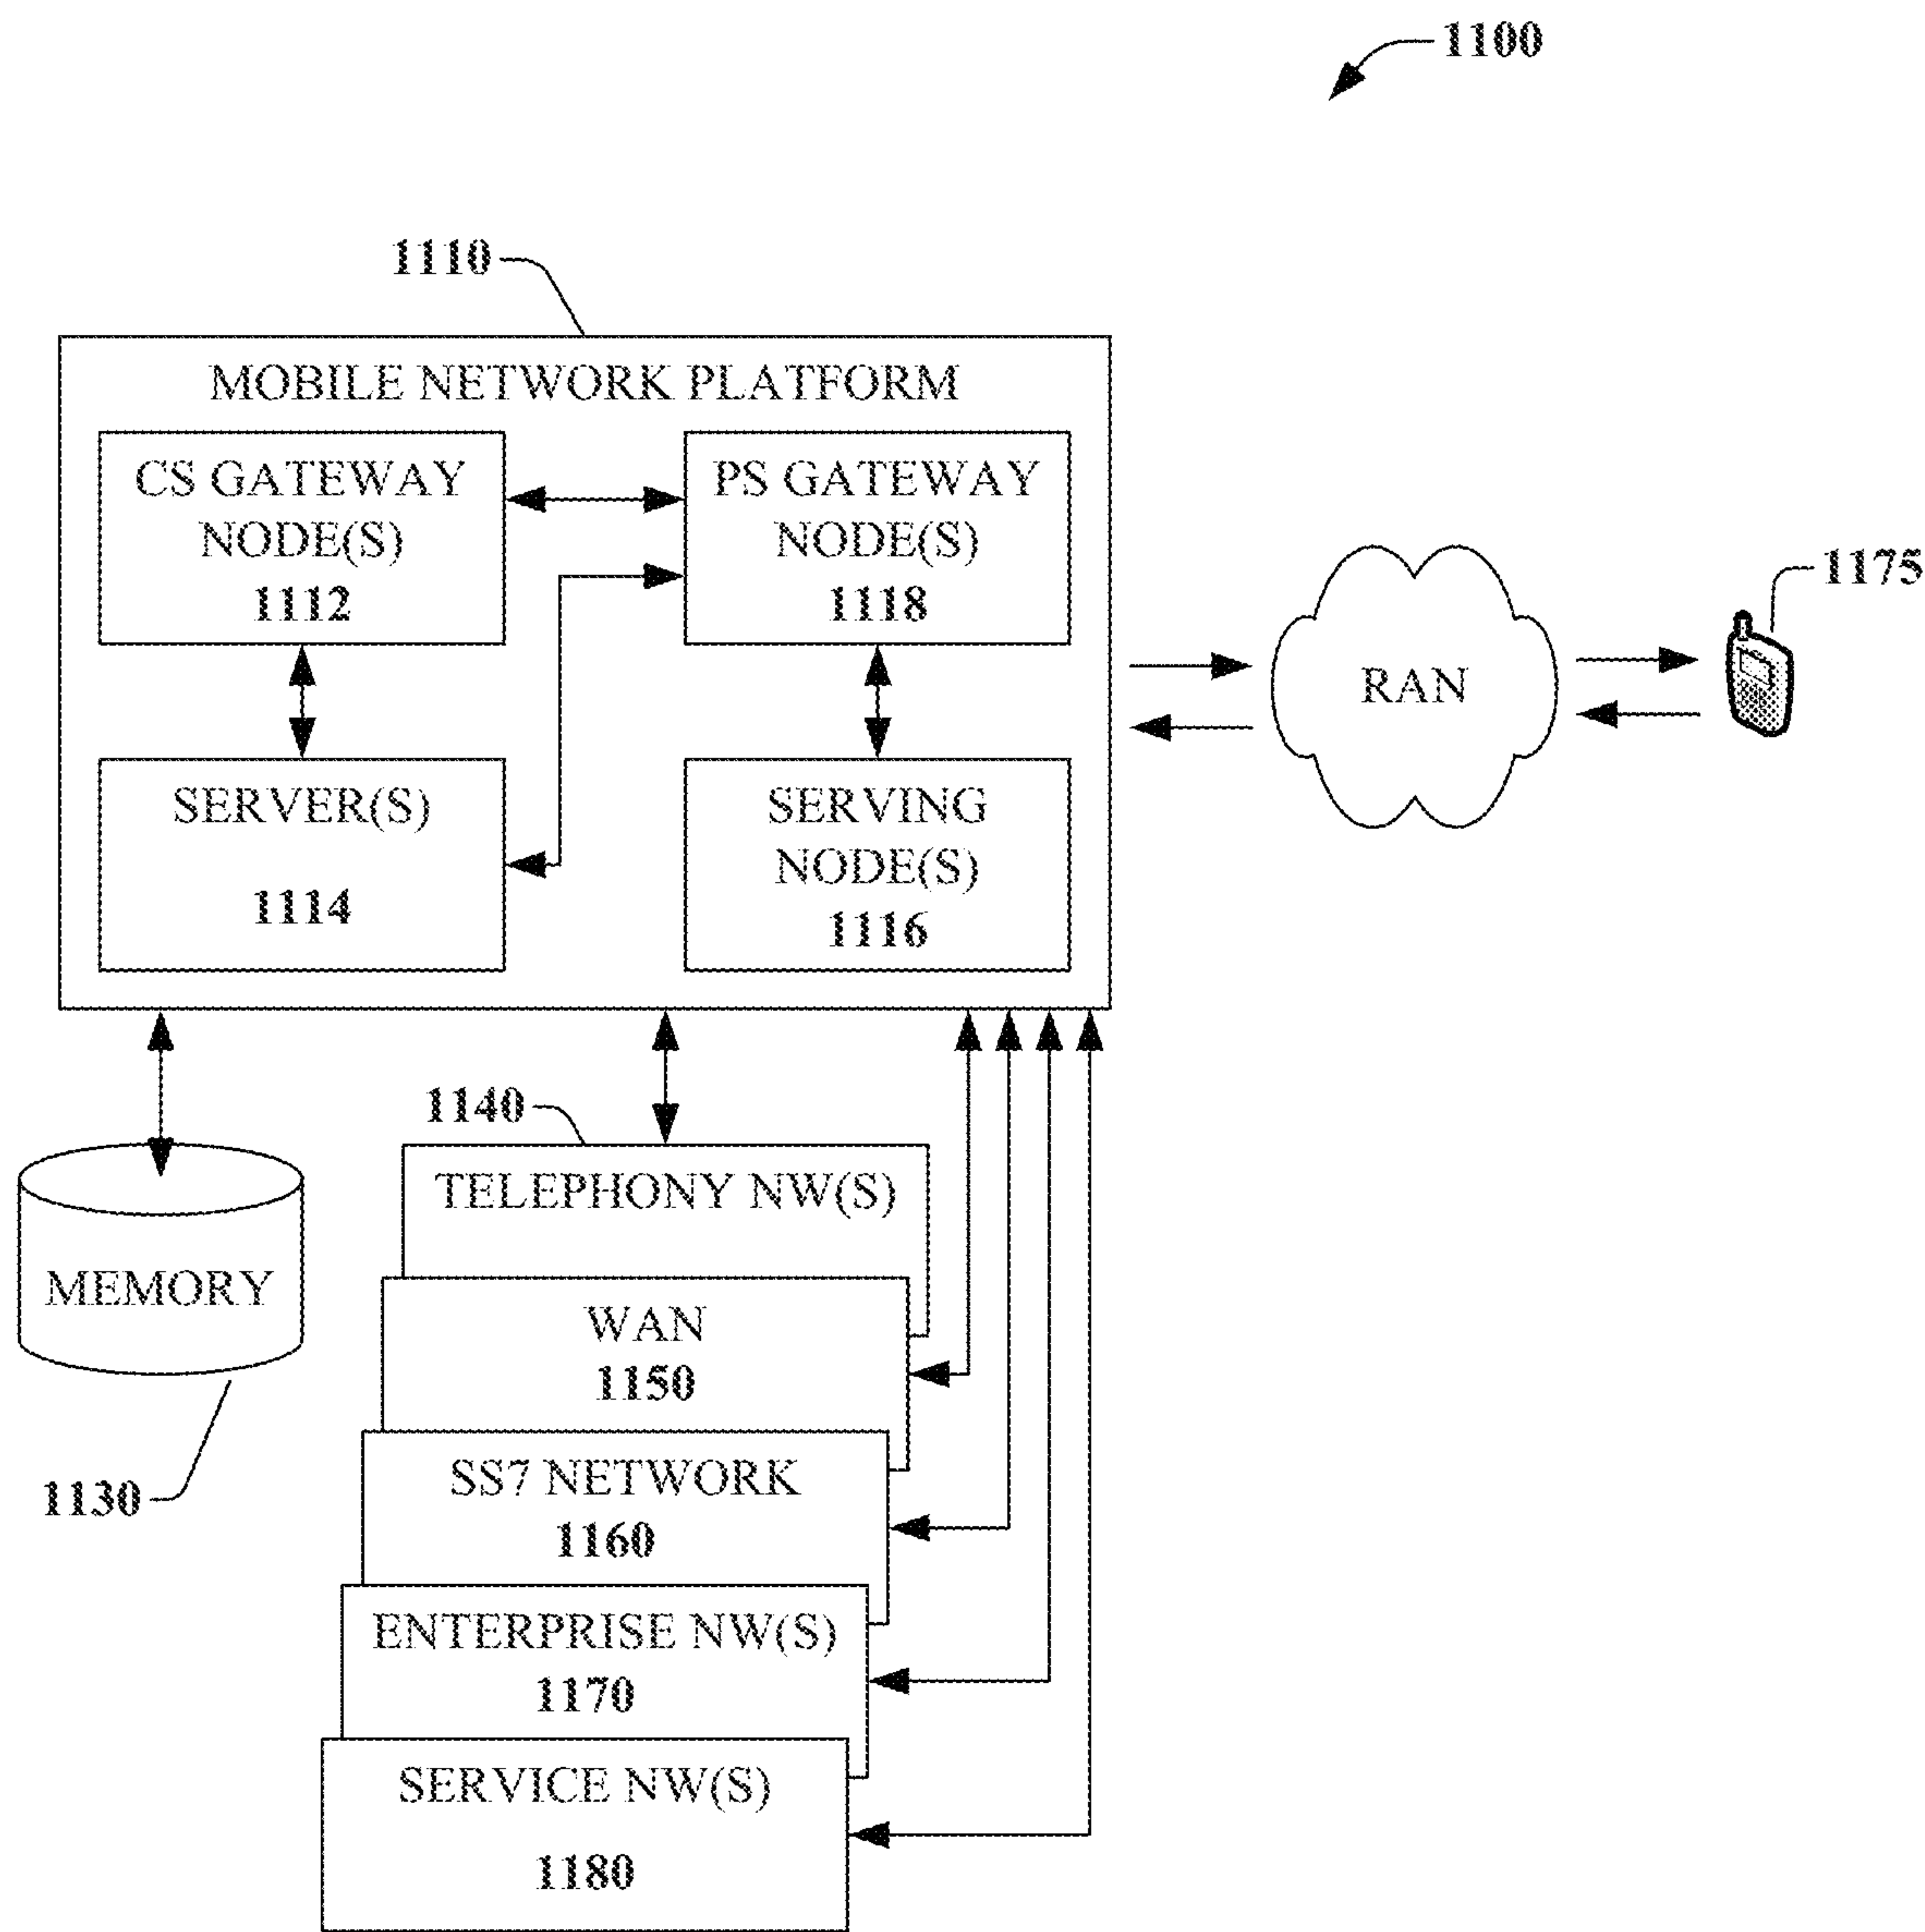 1100
1110
MOBILE NETWORK PLATFORM
CS GATEWAY
NODE(S)
1112
PS GATEWAY
NODE(S)
1118
SERVER(S)
1114
SERVING
NODE(S)
1116
RAN
1175
1140
TELEPHONY NW(S)
MEMORY
1130
WAN
1150
SS7 NETWORK
1160
ENTERPRISE NW(S)
1170
SERVICE NW(S)
1180